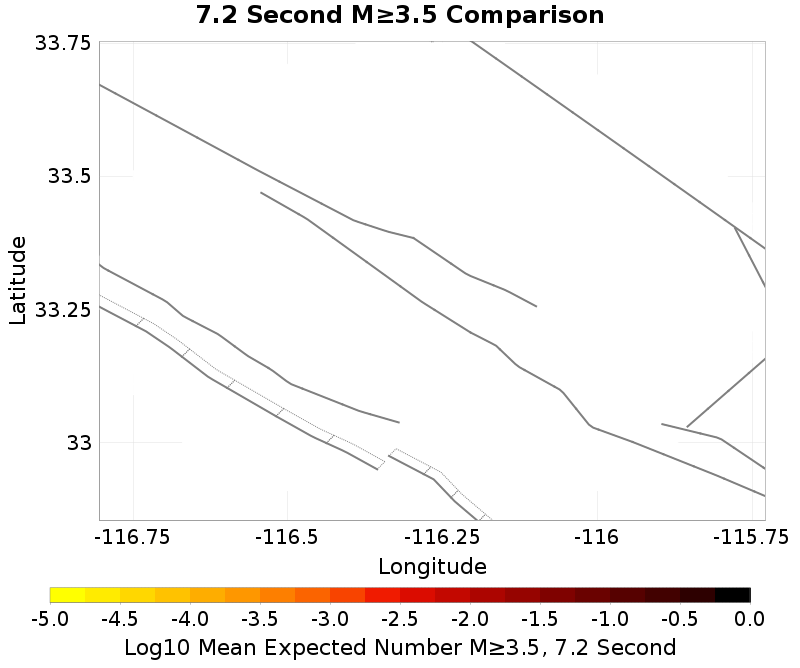 7.2 Second M≥3.5 Comparison
33.75
33.5
33.25
33
Latitude
-116.75 -116.5 -116.25 -116 -115.75
Longitude
-5.0 -4.5 -4.0 -3.5 -3.0 -2.5 -2.0 -1.5 -1.0 -0.5 0.0
Log10 Mean Expected Number M≥3.5, 7.2 Second